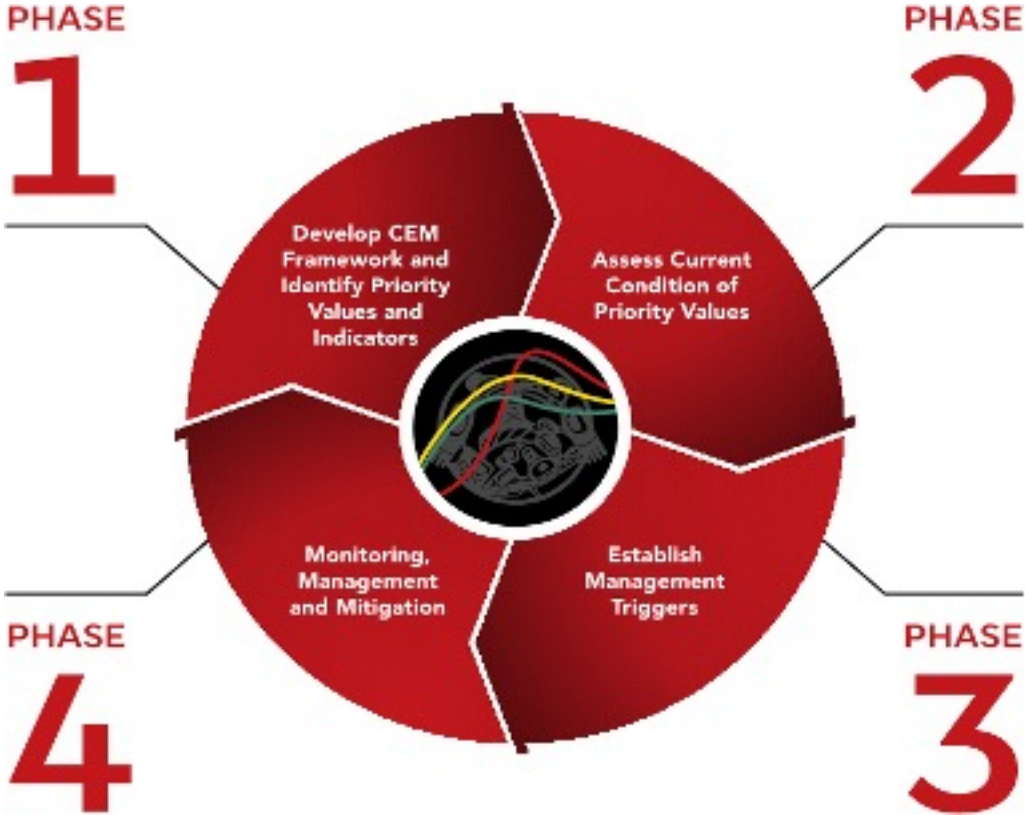 PHASE
1
Develop CEM
Framework and
Identify Priority
Values and
Indicators
PHASE
2
Assess Current
Condition of
Priority Values
PHASE
3
Establish
Management
Triggers
PHASE
4
Monitoring,
Management
and Mitigation